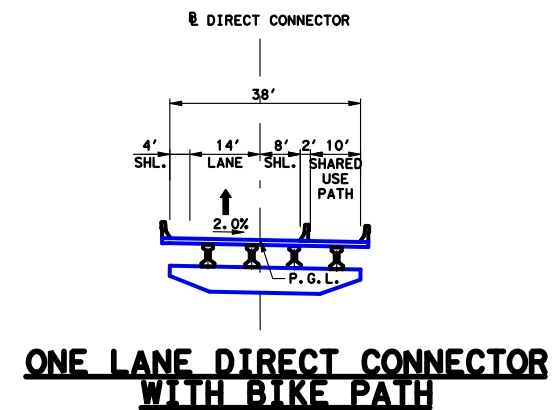 ℄ DIRECT CONNECTOR
38'
4' 14' 8' 2' 10'
SHL. LANE SHL. SHARED
USE
PATH
2.0%
P.G.L.
ONE LANE DIRECT CONNECTOR
WITH BIKE PATH